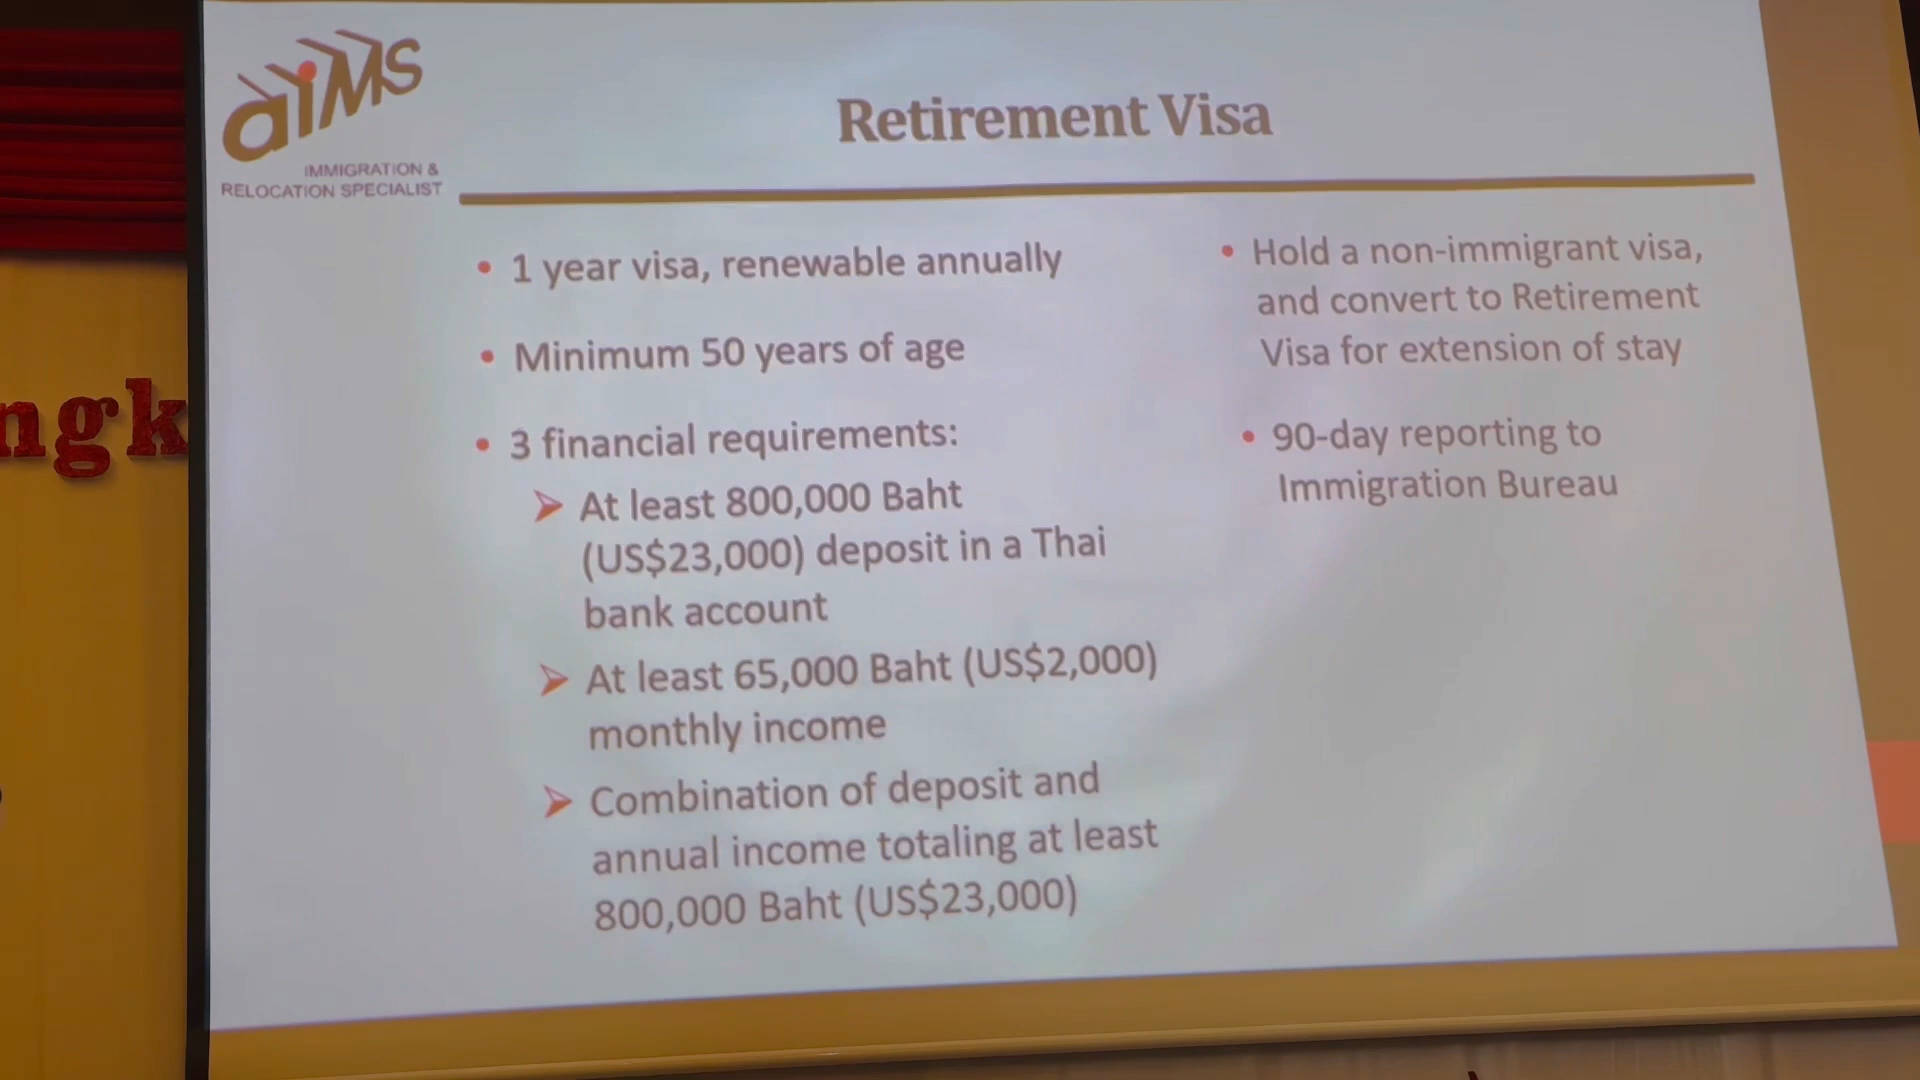 aiMS
IMMIGRATION &
RELOCATION SPECIALIST
Retirement Visa
• 1 year visa, renewable annually
• Minimum 50 years of age
• 3 financial requirements:
➢ At least 800,000 Baht
(US$23,000) deposit in a Thai
bank account
➢ At least 65,000 Baht (US$2,000)
monthly income
➢ Combination of deposit and
annual income totaling at least
800,000 Baht (US$23,000)
• Hold a non-immigrant visa,
and convert to Retirement
Visa for extension of stay
• 90-day reporting to
Immigration Bureau
ngk